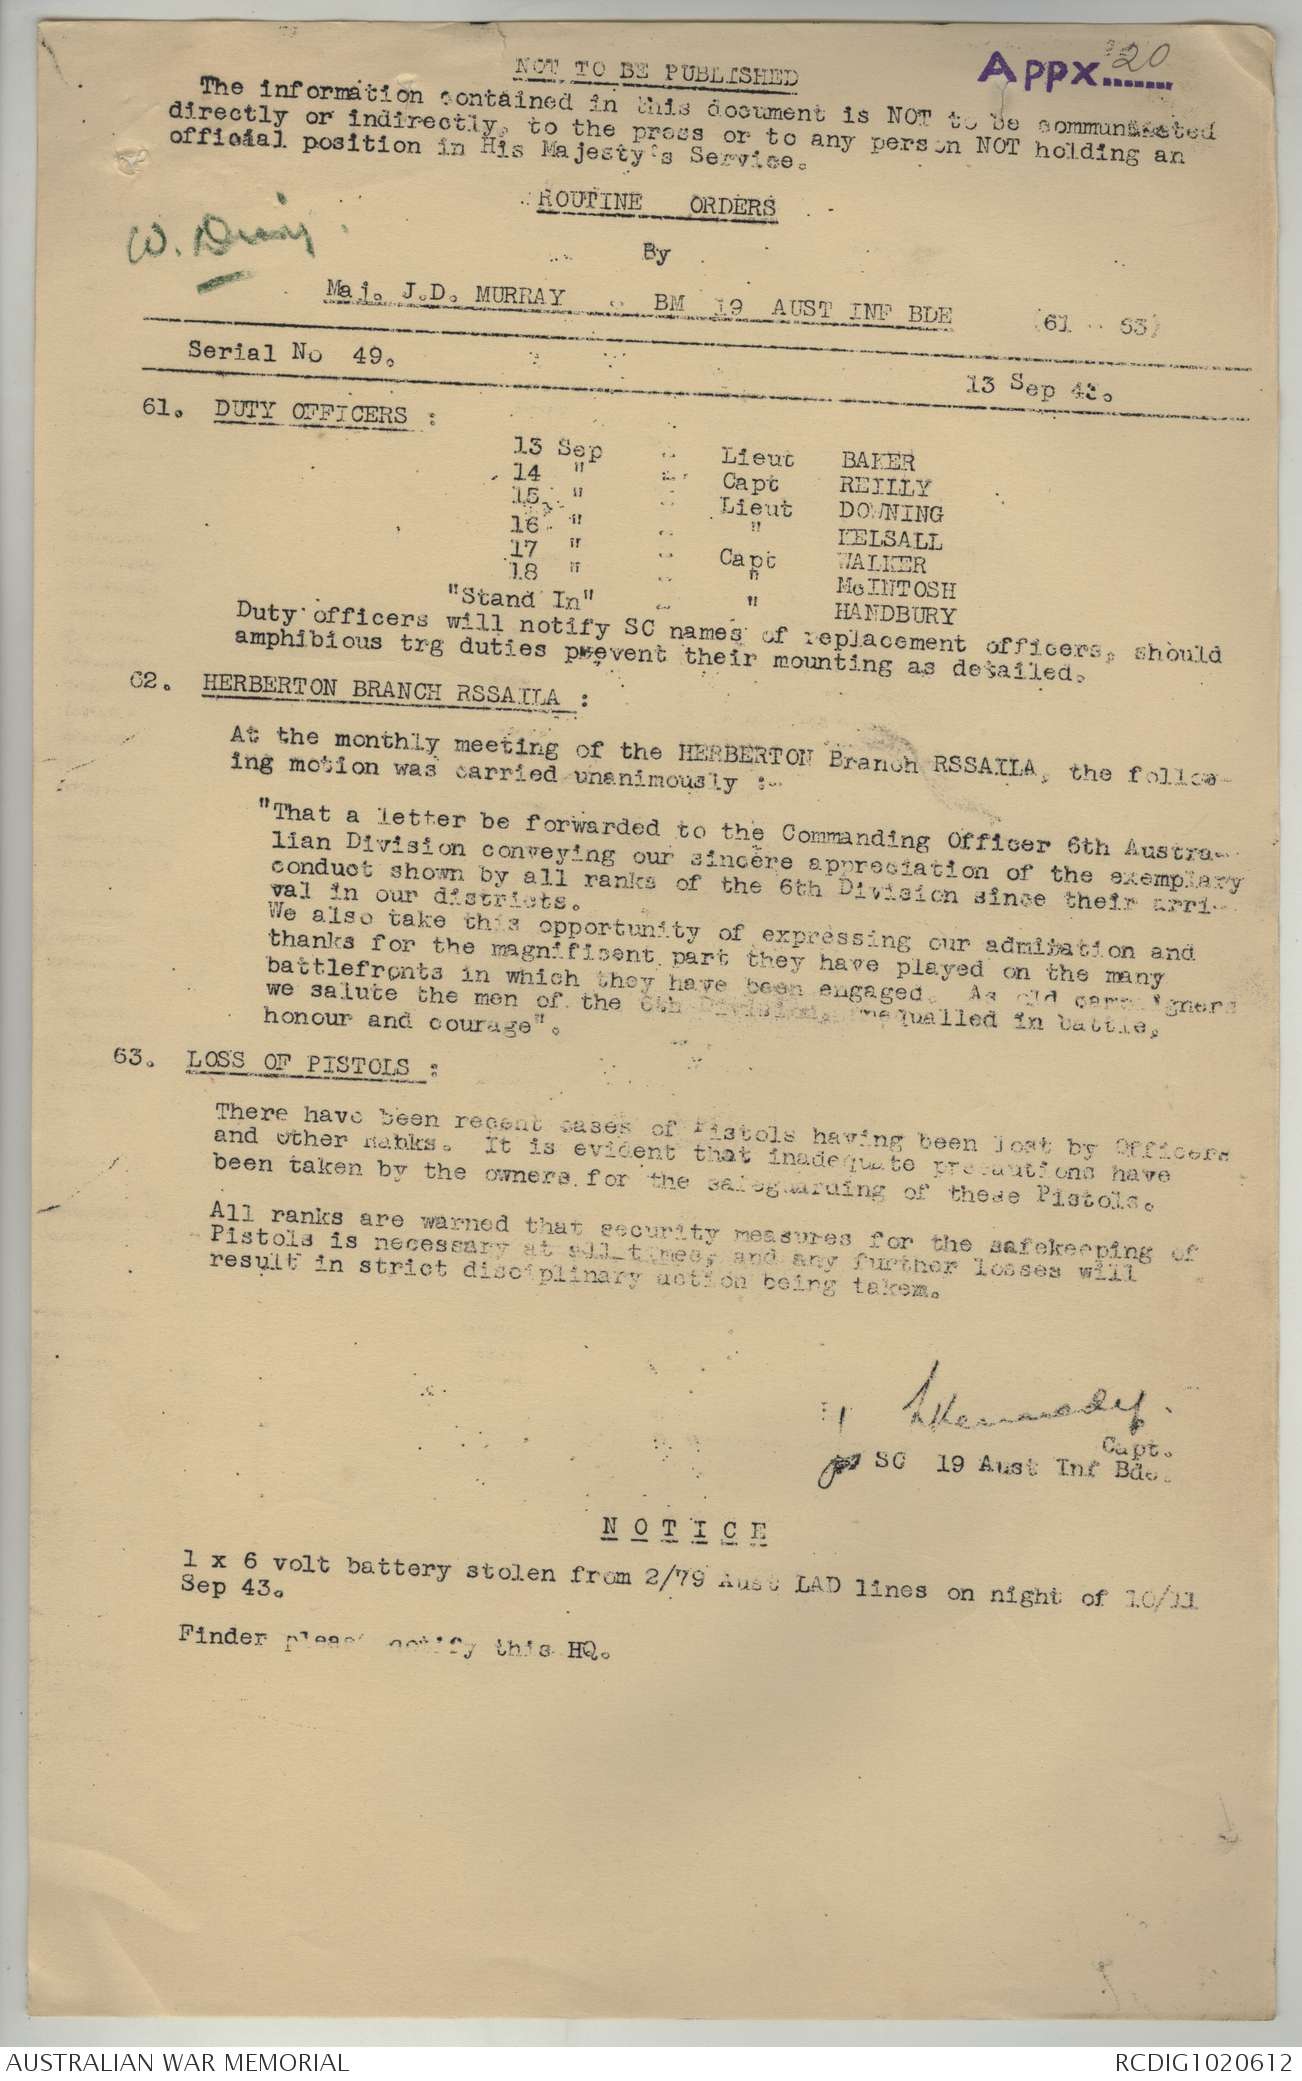 NOT TO BE PUBLISHED
Appx....... 20
The information contained in this document is NOT to be communicated
directly or indirectly, to the press or to any person NOT holding an
official position in His Majesty's Service.
ROUTINE ORDERS
W. Diary.
By
Maj. J.D. MURRAY - BM 19 AUST INF BDE (61 - 63)
Serial No 49.
13 Sep 43.
61. DUTY OFFICERS :
13 Sep - Lieut BAKER
14 " - Capt REILLY
15 " - Lieut DOWNING
16 " - " KELSALL
17 " - Capt WALKER
18 " - " McINTOSH
"Stand In" - " HANDBURY
Duty officers will notify SC names of replacement officers, should
amphibious trg duties prevent their mounting as detailed.
62. HERBERTON BRANCH RSSAILA :
At the monthly meeting of the HERBERTON Branch RSSAILA, the follow-
ing motion was carried unanimously :-
"That a letter be forwarded to the Commanding Officer 6th Austra-
lian Division conveying our sincere appreciation of the exemplary
conduct shown by all ranks of the 6th Division since their arri-
val in our districts.
We also take this opportunity of expressing our admiration and
thanks for the magnificent part they have played on the many
battlefronts in which they have been engaged. As old campaigners
we salute the men of the 6th Division, unequalled in battle,
honour and courage".
63. LOSS OF PISTOLS :
There have been recent cases of Pistols having been lost by Officers
and Other Ranks. It is evident that inadequate precautions have
been taken by the owners for the safeguarding of these Pistols.
All ranks are warned that security measures for the safekeeping of
Pistols is necessary at all times, and any further losses will
result in strict disciplinary action being takem.
Kennedy.
Capt.
for SC 19 Aust Inf Bde.
NOTICE
1 x 6 volt battery stolen from 2/79 Aust LAD lines on night of 10/11
Sep 43.
Finder please notify this HQ.
AUSTRALIAN WAR MEMORIAL
RCDIG1020612